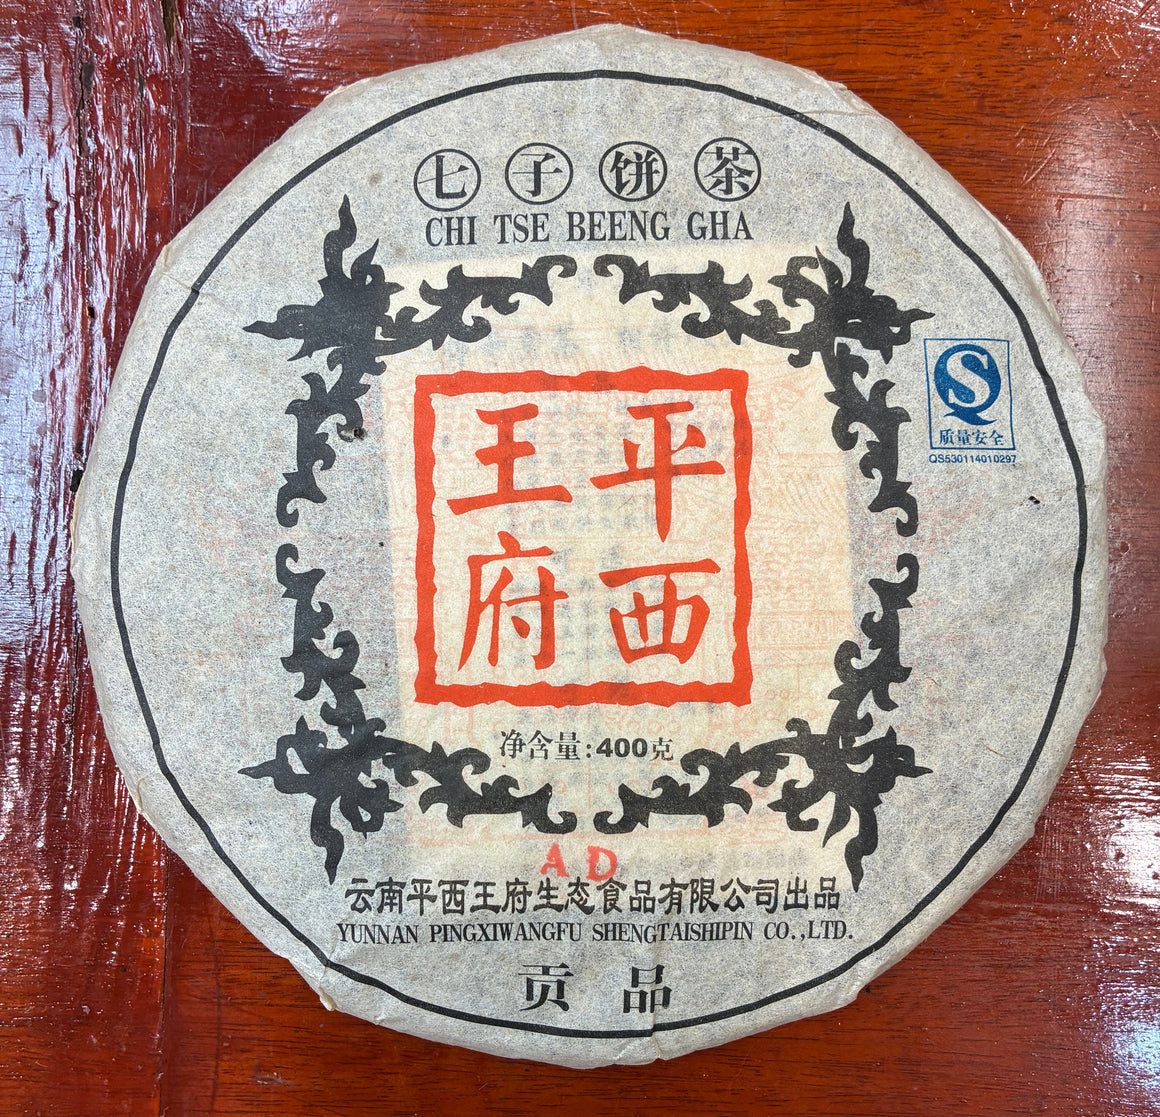 七子饼茶
CHI TSE BEENG GHA
QS
质量安全
QS530114010297
平西
王府
净含量:400克
AD
云南平西王府生态食品有限公司出品
YUNNAN PINGXIWANGFU SHENGTAISHIPIN CO.,LTD.
贡品